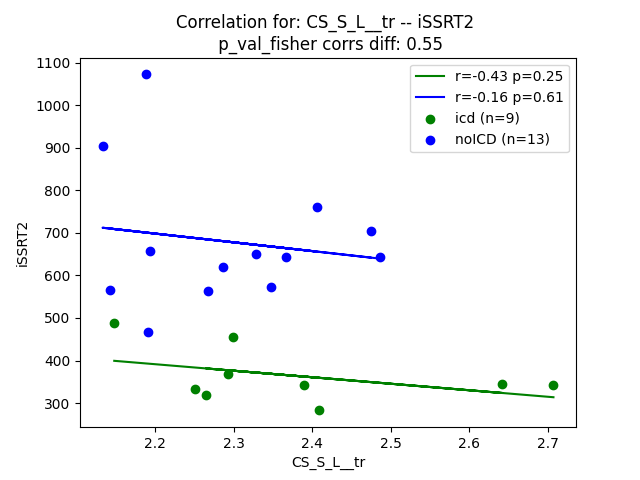 Correlation for: CS_S_L__tr -- iSSRT2
p_val_fisher corrs diff: 0.55
r=-0.43 p=0.25
r=-0.16 p=0.61
icd (n=9)
noICD (n=13)
iSSRT2
1100
1000
900
800
700
600
500
400
300
2.2 2.3 2.4 2.5 2.6 2.7
CS_S_L__tr